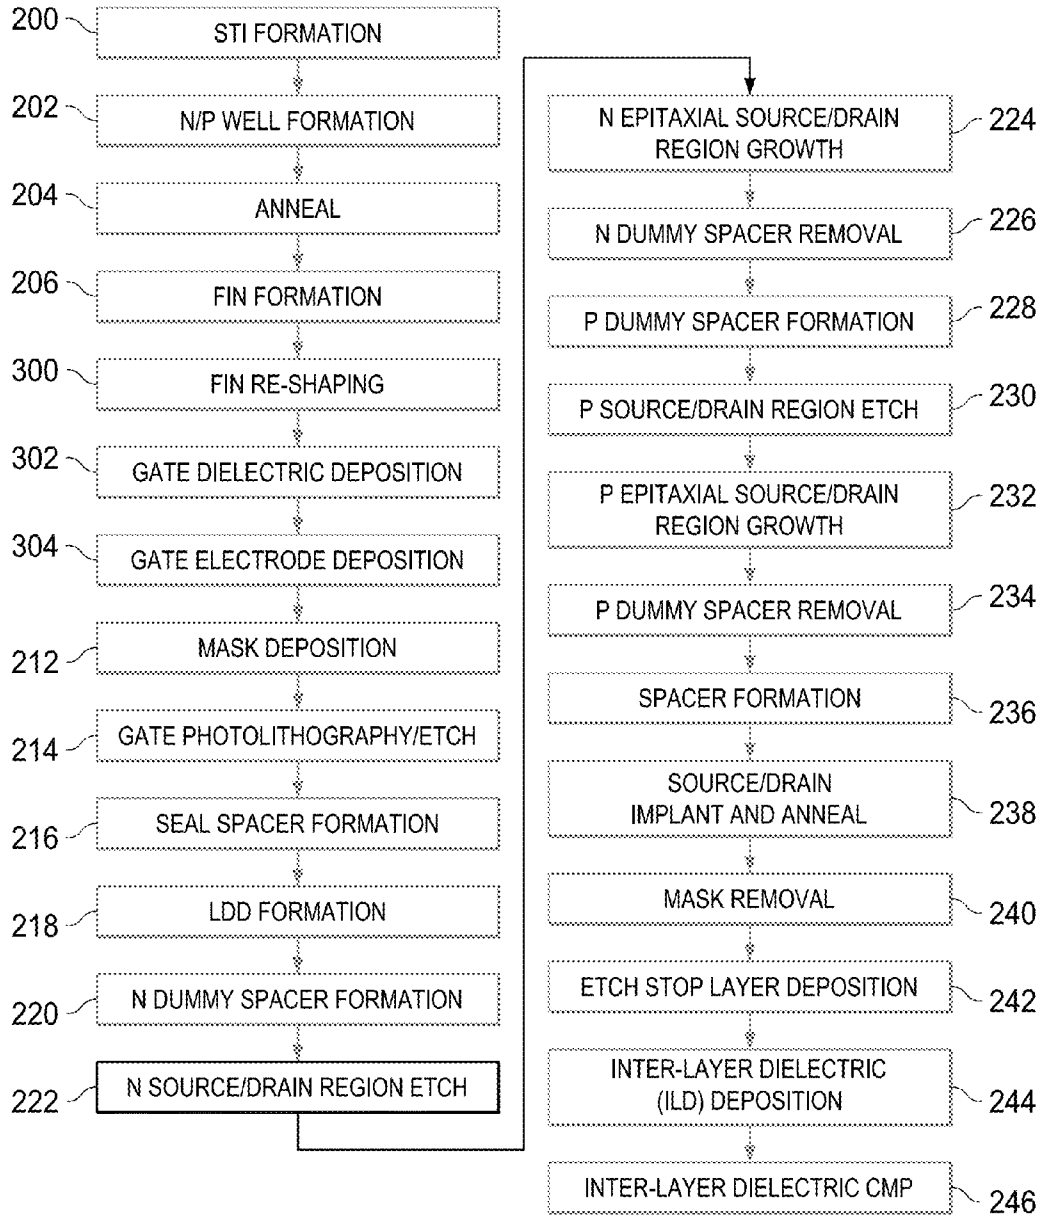 200
STI FORMATION
202
N/P WELL FORMATION
204
ANNEAL
206
FIN FORMATION
300
FIN RE-SHAPING
302
GATE DIELECTRIC DEPOSITION
304
GATE ELECTRODE DEPOSITION
212
MASK DEPOSITION
214
GATE PHOTOLITHOGRAPHY/ETCH
216
SEAL SPACER FORMATION
218
LDD FORMATION
220
N DUMMY SPACER FORMATION
222
N SOURCE/DRAIN REGION ETCH
N EPITAXIAL SOURCE/DRAIN
REGION GROWTH
224
N DUMMY SPACER REMOVAL
226
P DUMMY SPACER FORMATION
228
P SOURCE/DRAIN REGION ETCH
230
P EPITAXIAL SOURCE/DRAIN
REGION GROWTH
232
P DUMMY SPACER REMOVAL
234
SPACER FORMATION
236
SOURCE/DRAIN
IMPLANT AND ANNEAL
238
MASK REMOVAL
240
ETCH STOP LAYER DEPOSITION
242
INTER-LAYER DIELECTRIC
(ILD) DEPOSITION
244
INTER-LAYER DIELECTRIC CMP
246